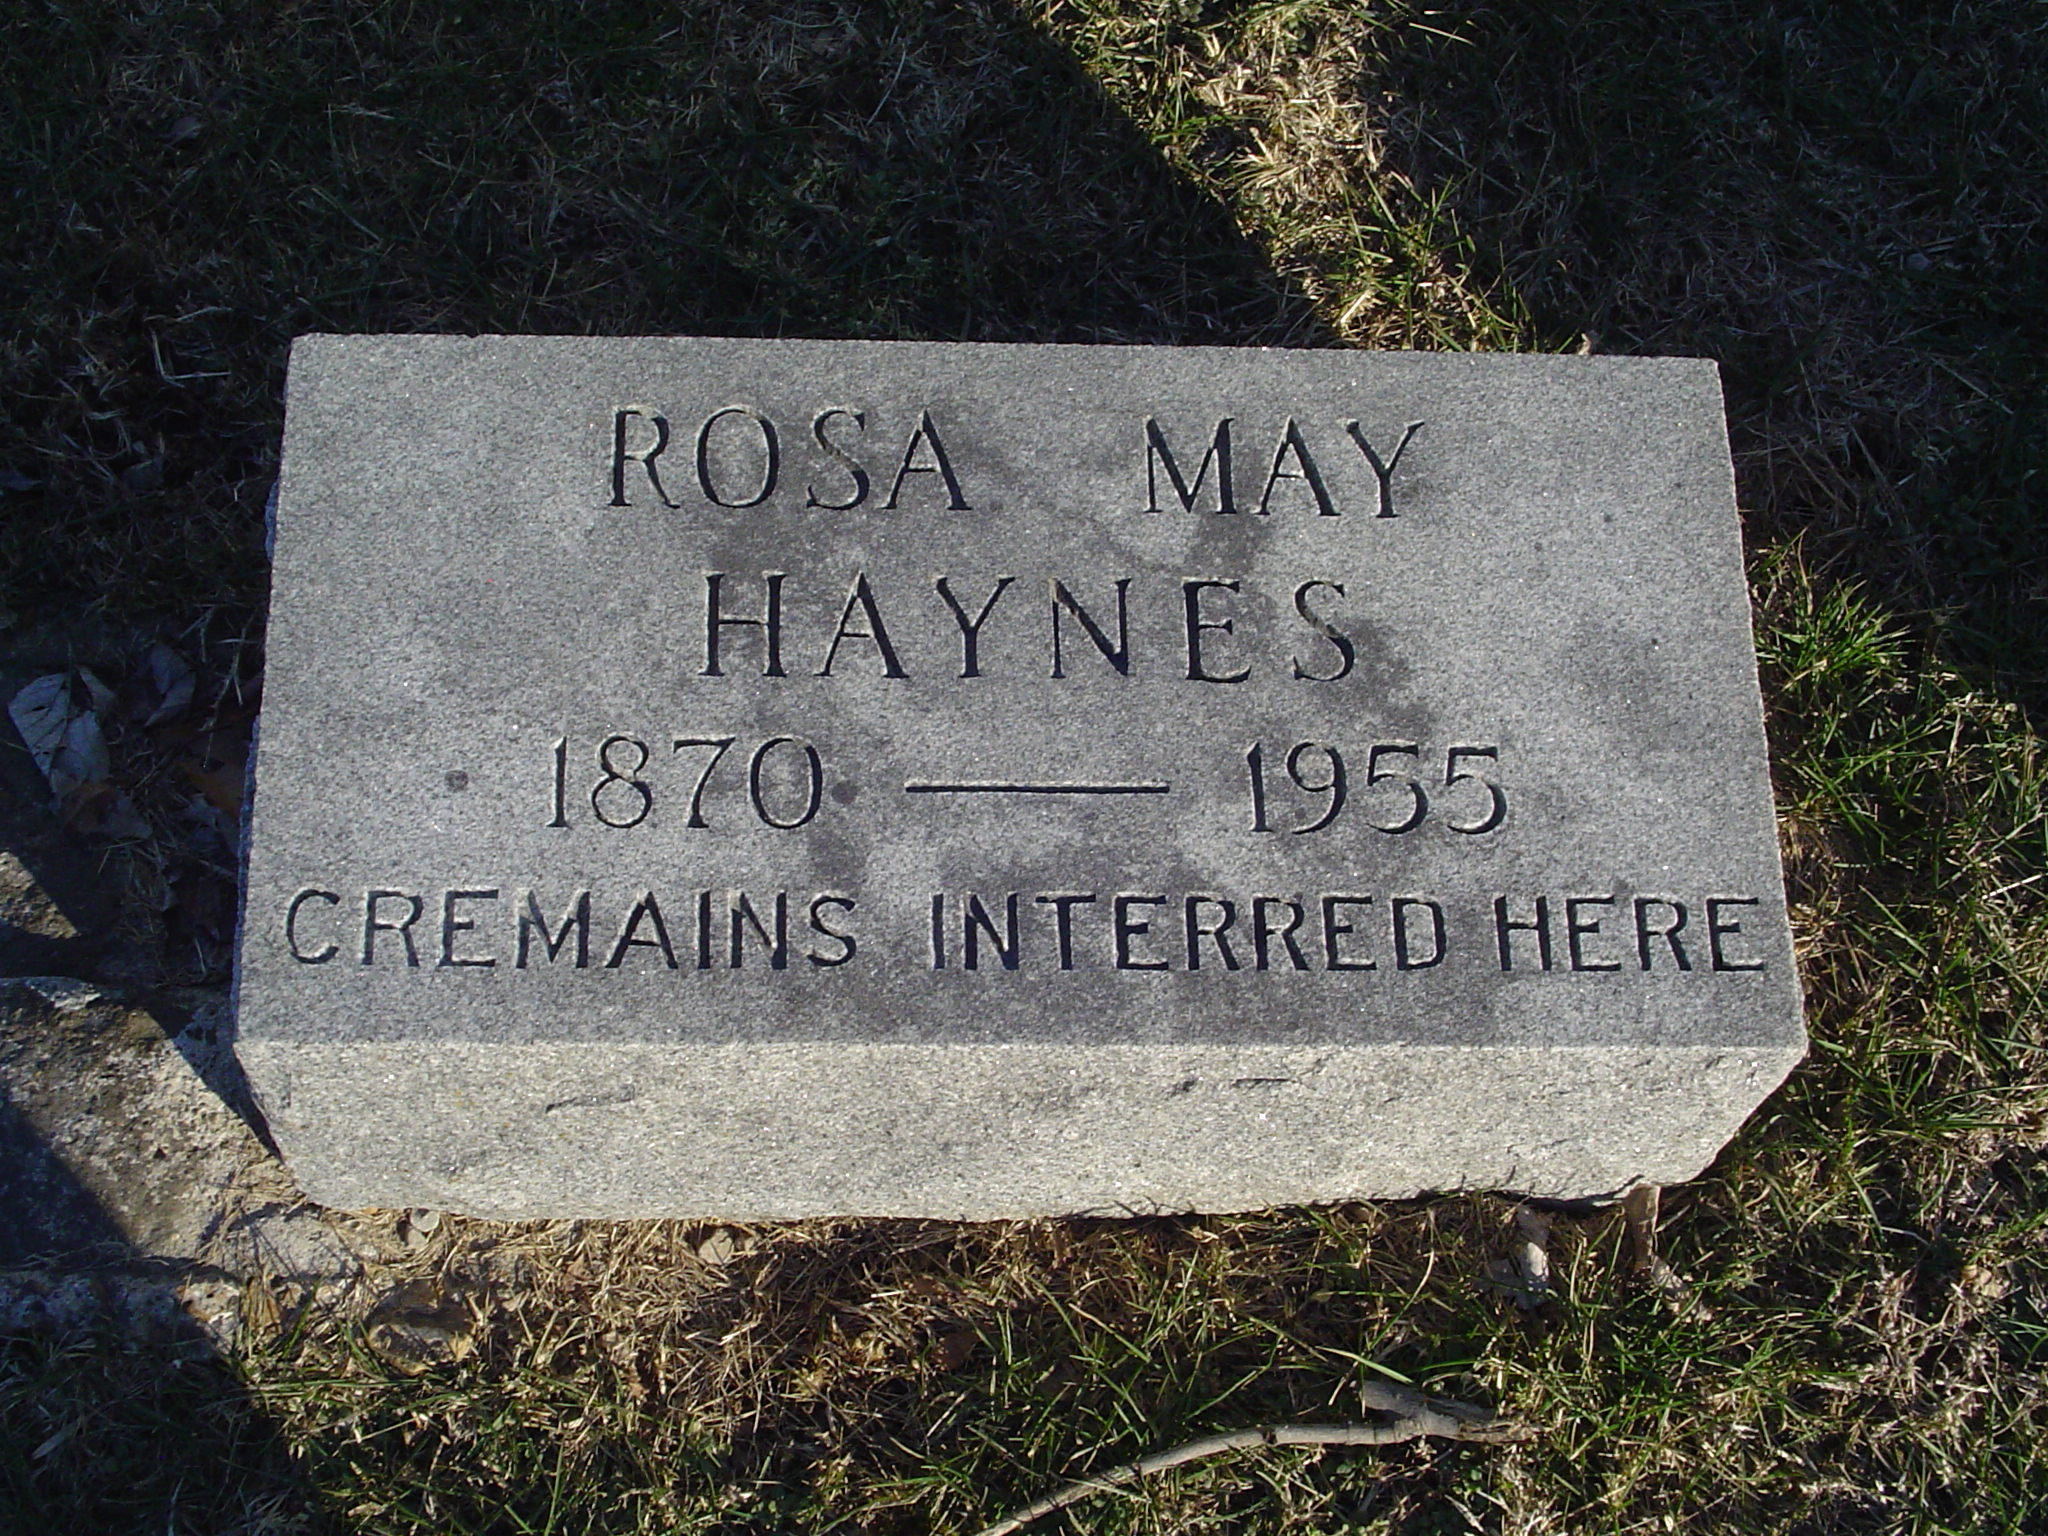 ROSA MAY
HAYNES
1870 — 1955
CREMAINS INTERRED HERE